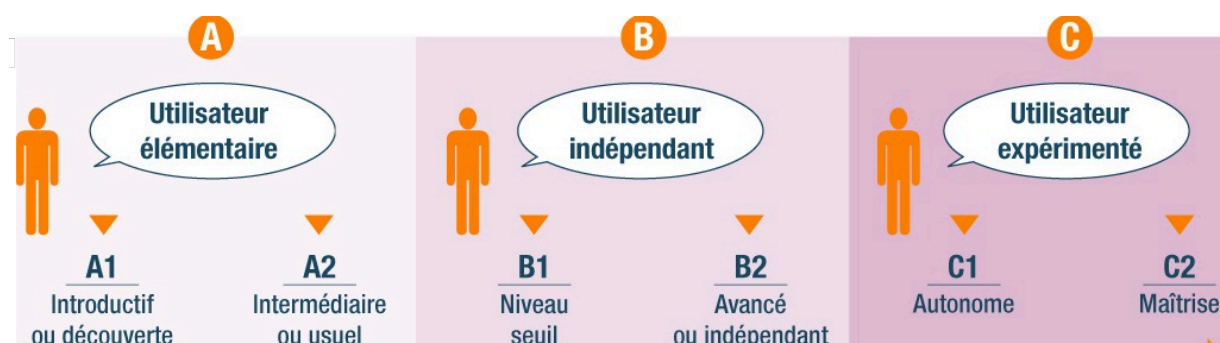 A
B
C
Utilisateur
élémentaire
Utilisateur
indépendant
Utilisateur
expérimenté
A1
Introductif
ou découverte
A2
Intermédiaire
ou usuel
B1
Niveau
seuil
B2
Avancé
ou indépendant
C1
Autonome
C2
Maîtrise